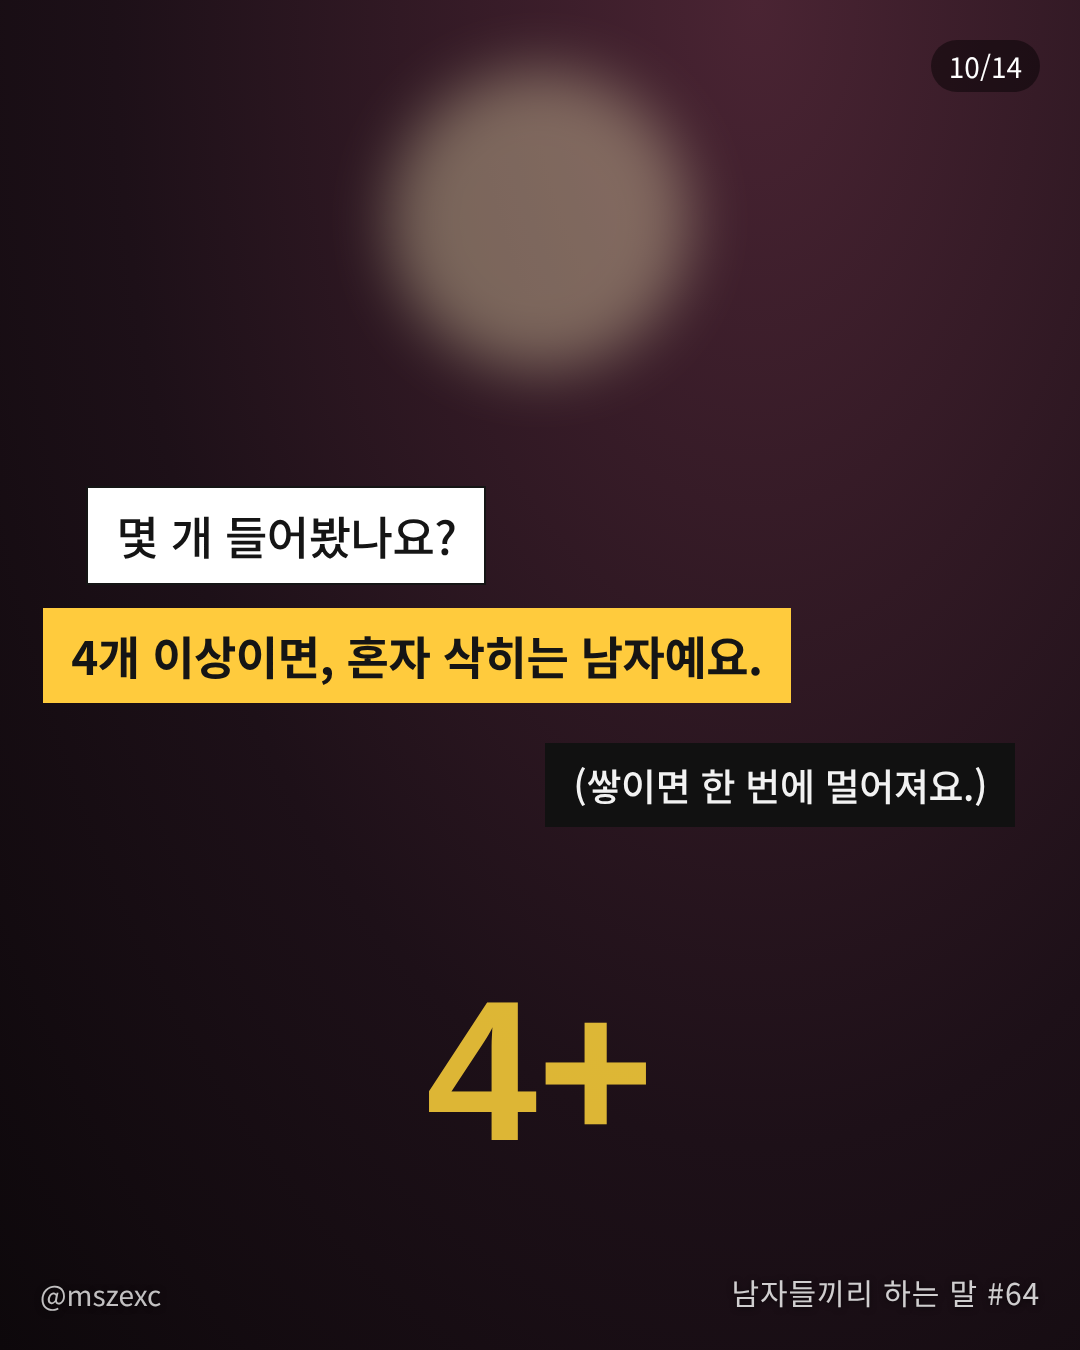 10/14
몇 개 들어봤나요?
4개 이상이면, 혼자 삭히는 남자예요.
(쌓이면 한 번에 멀어져요.)
4+
@mszexc
남자들끼리 하는 말 #64